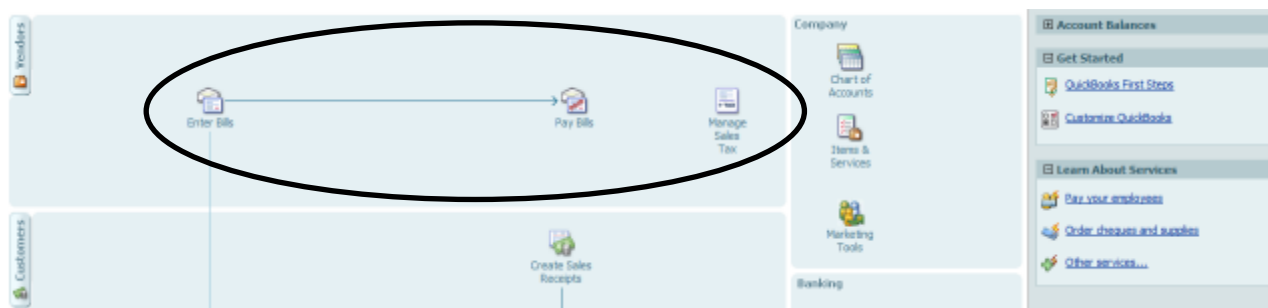 Vendors
Enter Bills
Pay Bills
Manage
Sales
Tax
Customers
Create Sales
Receipts
Company
Chart of
Accounts
Items &
Services
Marketing
Tools
Banking
Account Balances
Get Started
QuickBooks First Steps
Customize QuickBooks
Learn About Services
Pay your employees
Order cheques and supplies
Other services...